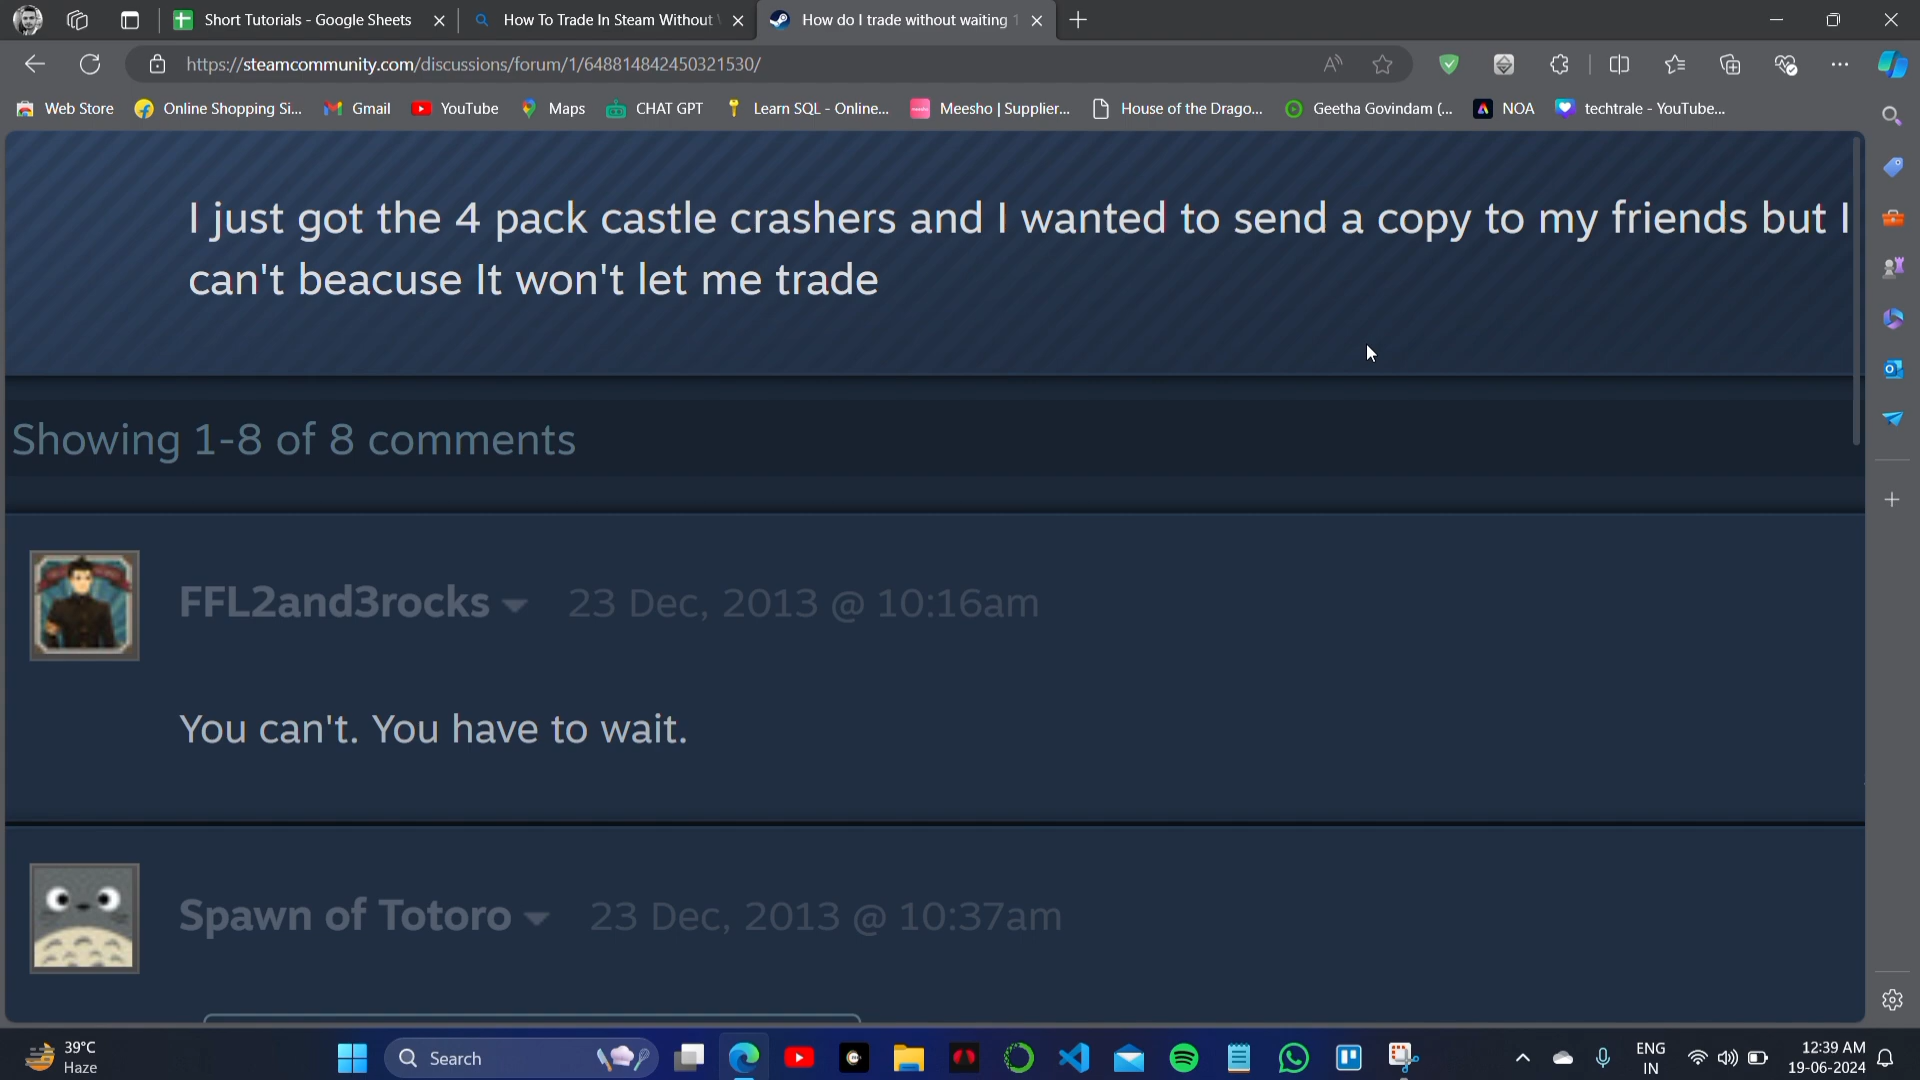 Short Tutorials - Google Sheets
How To Trade In Steam Without
How do I trade without waiting 1
https://steamcommunity.com/discussions/forum/1/648814842450321530/
Web Store
Online Shopping Si...
Gmail
YouTube
Maps
CHAT GPT
Learn SQL - Online...
Meesho | Supplier...
House of the Drago...
Geetha Govindam (...
NOA
techtrale - YouTube...
I just got the 4 pack castle crashers and I wanted to send a copy to my friends but I
can't beacuse It won't let me trade
Showing 1-8 of 8 comments
FFL2and3rocks 23 Dec, 2013 @ 10:16am
You can't. You have to wait.
Spawn of Totoro 23 Dec, 2013 @ 10:37am
39°C
Haze
Search
ENG
IN
12:39 AM
19-06-2024